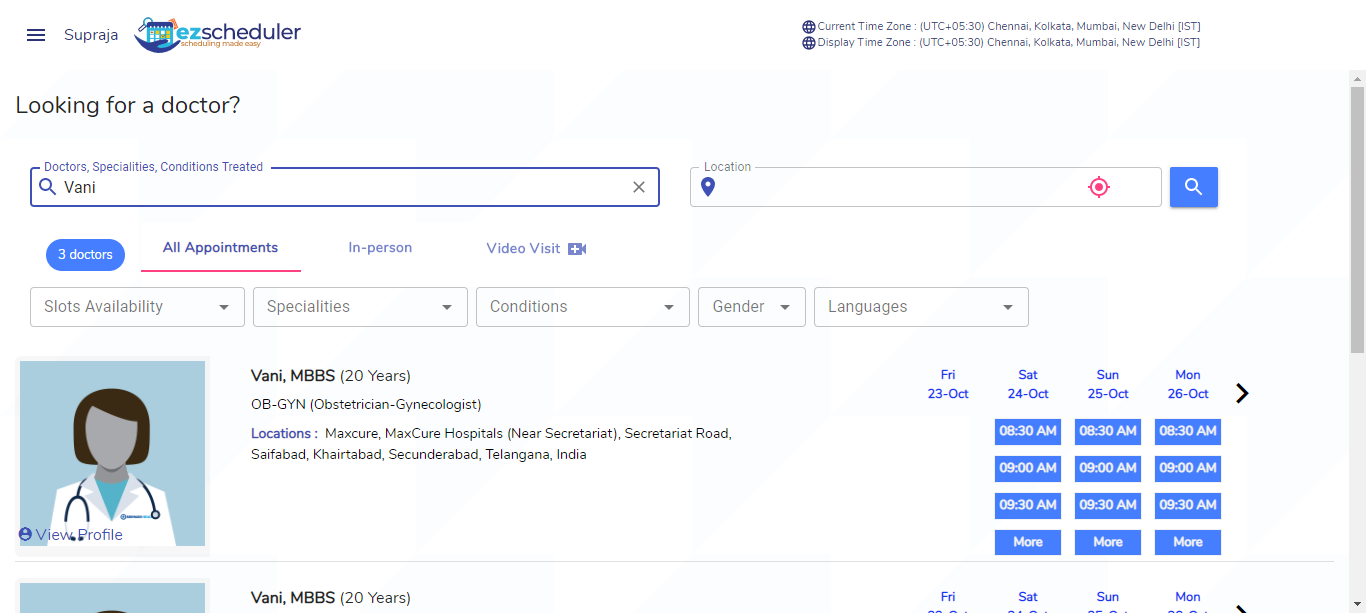 Supraja
ezscheduler
scheduling made easy
Current Time Zone : (UTC+05:30) Chennai, Kolkata, Mumbai, New Delhi [IST]
Display Time Zone : (UTC+05:30) Chennai, Kolkata, Mumbai, New Delhi [IST]
Looking for a doctor?
Doctors, Specialities, Conditions Treated
Vani
Location
3 doctors
All Appointments
In-person
Video Visit
Slots Availability
Specialities
Conditions
Gender
Languages
Vani, MBBS (20 Years)
OB-GYN (Obstetrician-Gynecologist)
Locations : Maxcure, MaxCure Hospitals (Near Secretariat), Secretariat Road,
Saifabad, Khairtabad, Secunderabad, Telangana, India
View Profile
Fri Sat Sun Mon
23-Oct 24-Oct 25-Oct 26-Oct
08:30 AM 08:30 AM 08:30 AM
09:00 AM 09:00 AM 09:00 AM
09:30 AM 09:30 AM 09:30 AM
More More More
Vani, MBBS (20 Years)
Fri Sat Sun Mon